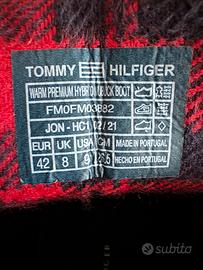 TOMMY HILFIGER
WARM PREMIUM HYBRID NUBUCK BOOT
FM0FM03882
JON-HC1 02/21
EUR UK USA CM MADE IN PORTUGAL
42 8 9 26.5 HECHO EN PORTUGAL
subito